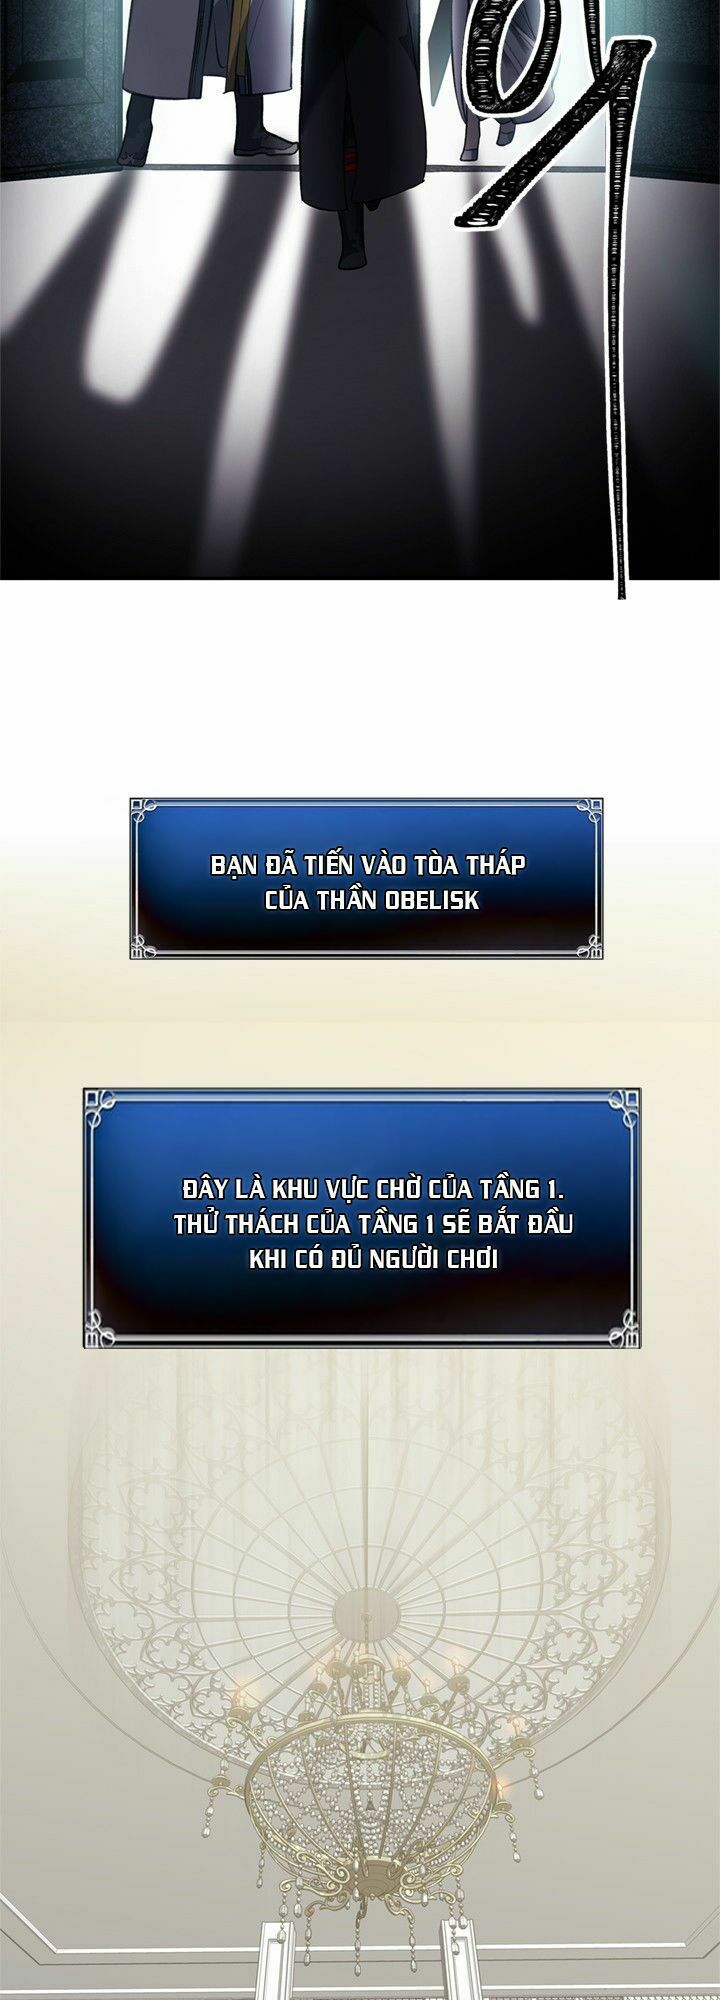 BẠN ĐÃ TIẾN VÀO TÒA THÁP
CỦA THẦN OBELISK
ĐÂY LÀ KHU VỰC CHỜ CỦA TẦNG 1.
THỬ THÁCH CỦA TẦNG 1 SẼ BẮT ĐẦU
KHI CÓ ĐỦ NGƯỜI CHƠI